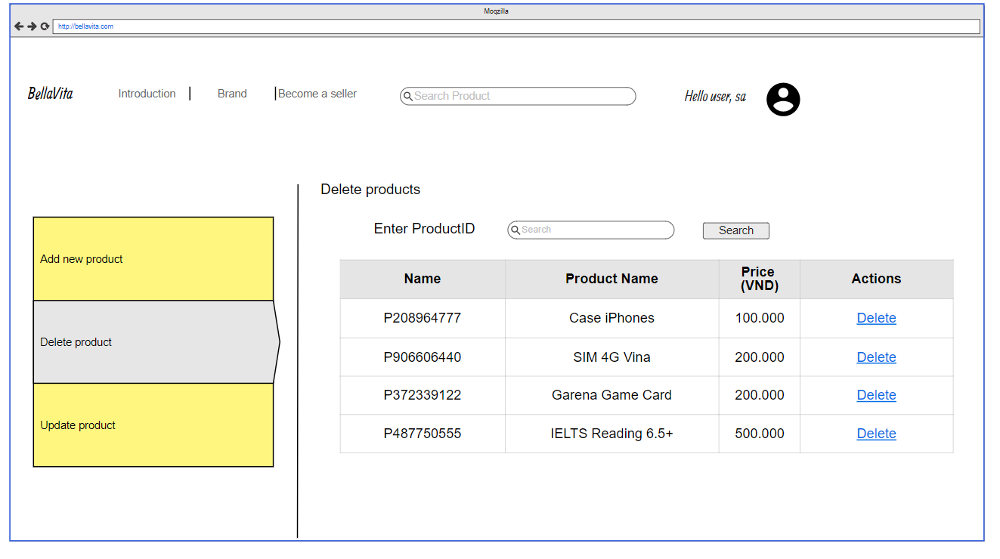 Moqzilla
http://bellavita.com
BellaVita Introduction | Brand | Become a seller Search Product Hello user, sa
Delete products
Enter ProductID Search Search
Add new product
Delete product
Update product
Name Product Name Price (VND) Actions
P208964777 Case iPhones 100.000 Delete
P906606440 SIM 4G Vina 200.000 Delete
P372339122 Garena Game Card 200.000 Delete
P487750555 IELTS Reading 6.5+ 500.000 Delete